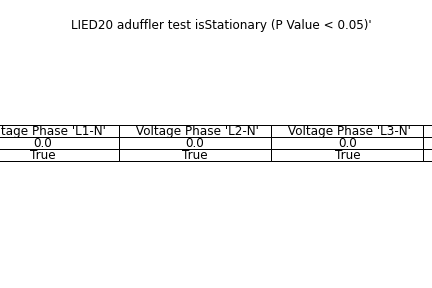 LIED20 aduffler test isStationary (P Value < 0.05)'
tage Phase 'L1-N' Voltage Phase 'L2-N' Voltage Phase 'L3-N'
0.0 0.0 0.0
True True True